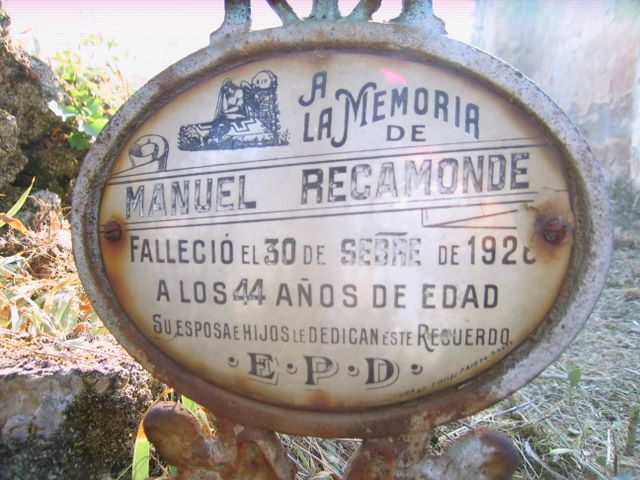 A
LA MEMORIA
DE
MANUEL RECAMONDE
FALLECIÓ EL 30 DE SEBRE DE 1926
A LOS 44 AÑOS DE EDAD
SU ESPOSA E HIJOS LE DEDICAN ESTE RECUERDO
· E · P · D ·